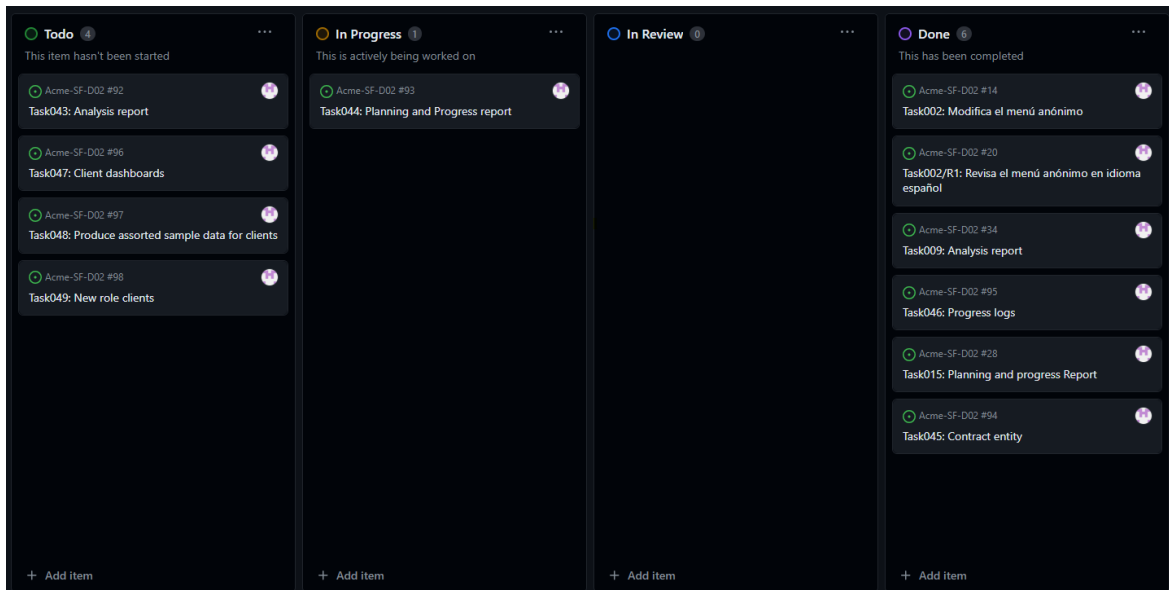 Todo 4
This item hasn't been started
Acme-SF-D02 #92
Task043: Analysis report
Acme-SF-D02 #96
Task047: Client dashboards
Acme-SF-D02 #97
Task048: Produce assorted sample data for clients
Acme-SF-D02 #98
Task049: New role clients
+ Add item
In Progress 1
This is actively being worked on
Acme-SF-D02 #93
Task044: Planning and Progress report
+ Add item
In Review 0
+ Add item
Done 6
This has been completed
Acme-SF-D02 #14
Task002: Modifica el menú anónimo
Acme-SF-D02 #20
Task002/R1: Revisa el menú anónimo en idioma
español
Acme-SF-D02 #34
Task009: Analysis report
Acme-SF-D02 #95
Task046: Progress logs
Acme-SF-D02 #28
Task015: Planning and progress Report
Acme-SF-D02 #94
Task045: Contract entity
+ Add item